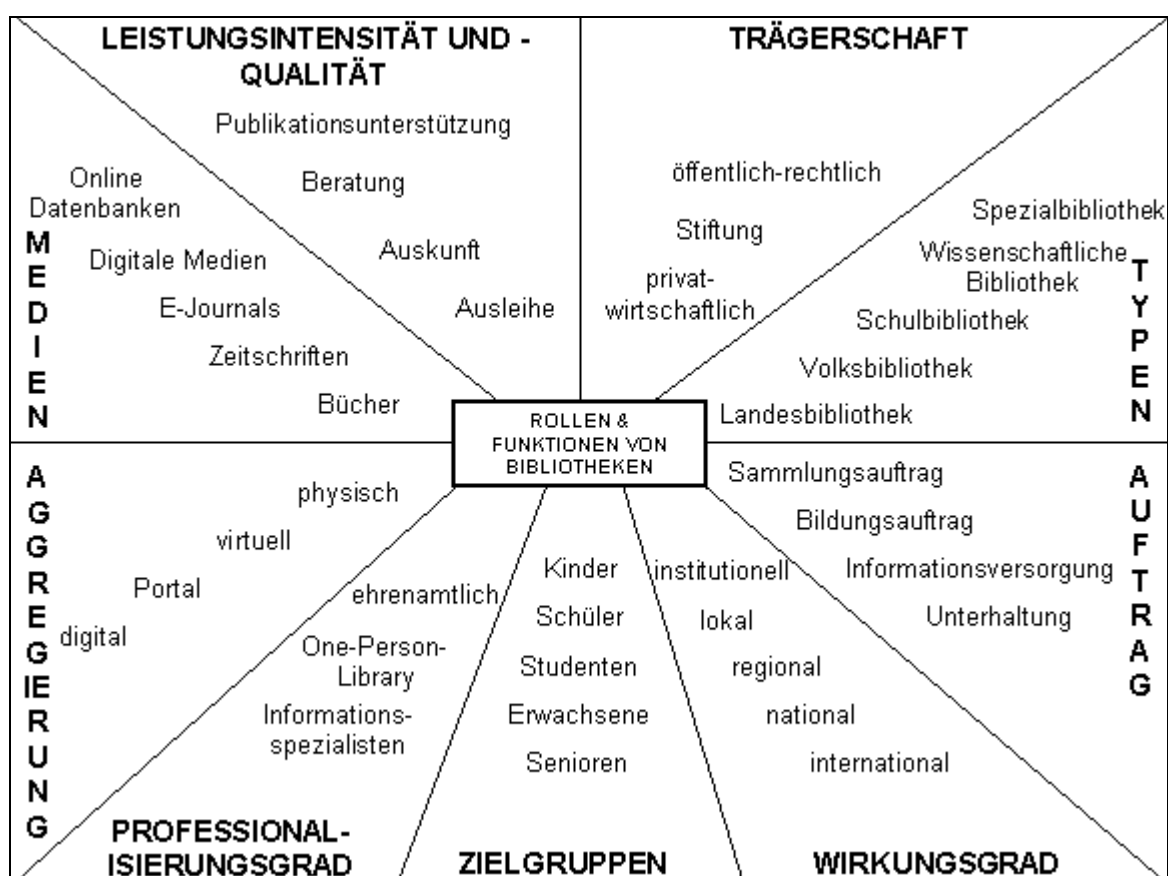 LEISTUNGSINTENSITÄT UND -
QUALITÄT
Publikationsunterstützung
Beratung
Auskunft
Ausleihe
TRÄGERSCHAFT
öffentlich-rechtlich
Stiftung
privat-
wirtschaftlich
MEDIEN
Online
Datenbanken
Digitale Medien
E-Journals
Zeitschriften
Bücher
TYPEN
Spezialbibliothek
Wissenschaftliche
Bibliothek
Schulbibliothek
Volksbibliothek
Landesbibliothek
ROLLEN &
FUNKTIONEN VON
BIBLIOTHEKEN
AGGREGIERUNG
physisch
virtuell
Portal
digital
PROFESSIONAL-
ISIERUNGSGRAD
ehrenamtlich
One-Person-
Library
Informations-
spezialisten
ZIELGRUPPEN
Kinder
Schüler
Studenten
Erwachsene
Senioren
WIRKUNGSGRAD
institutionell
lokal
regional
national
international
AUFTRAG
Sammlungsauftrag
Bildungsauftrag
Informationsversorgung
Unterhaltung